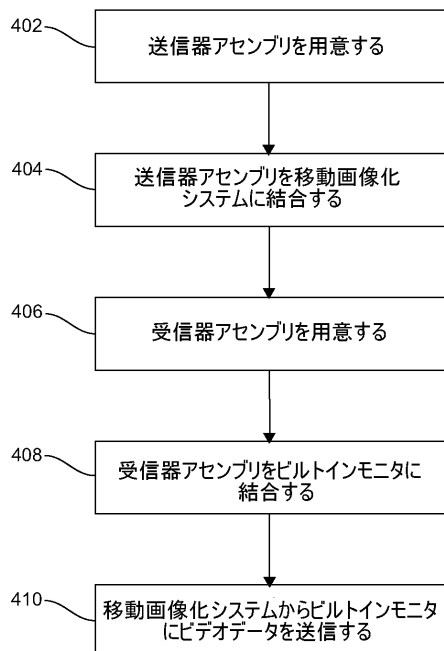 402
送信器アセンブリを用意する
404
送信器アセンブリを移動画像化
システムに結合する
406
受信器アセンブリを用意する
408
受信器アセンブリをビルトインモニタに
結合する
410
移動画像化システムからビルトインモニタ
にビデオデータを送信する